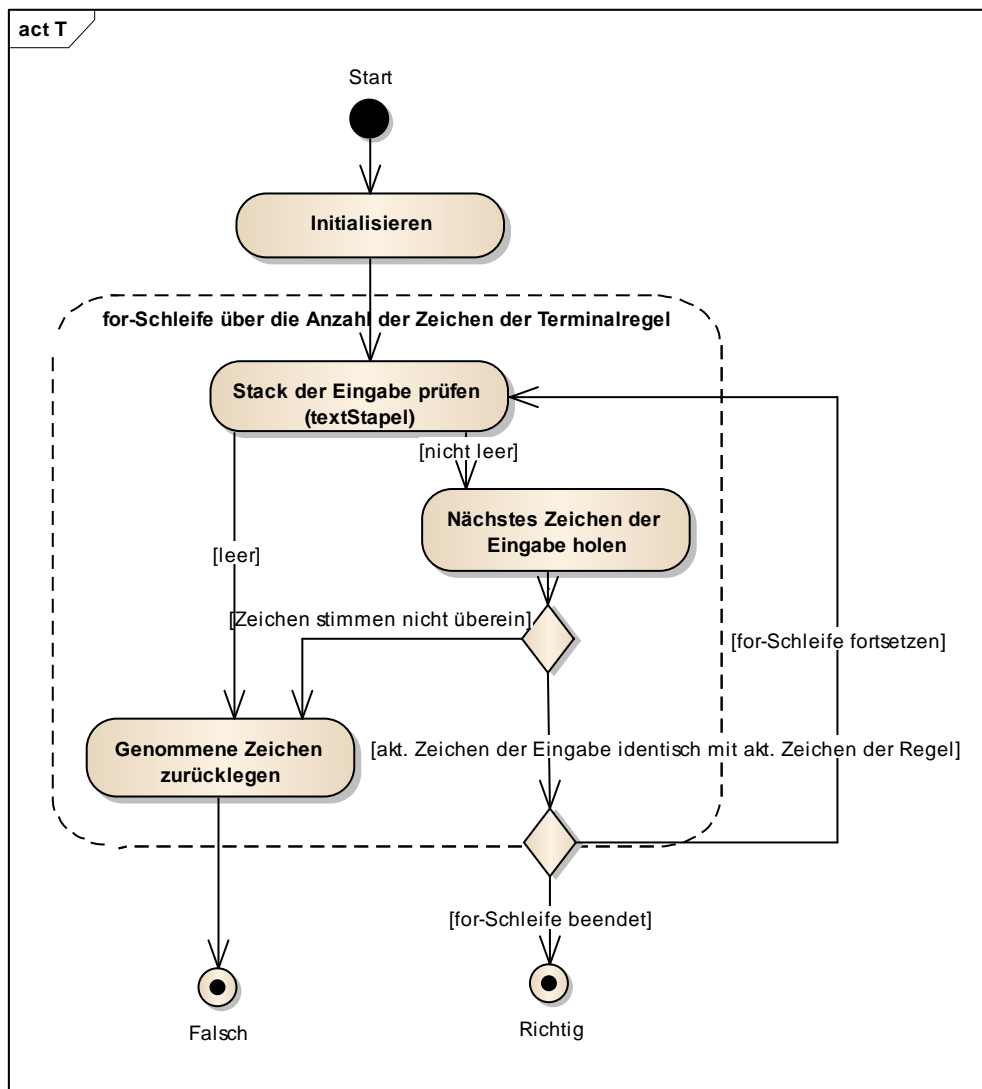 act T
Start
Initialisieren
for-Schleife über die Anzahl der Zeichen der Terminalregel
Stack der Eingabe prüfen
(textStapel)
[nicht leer]
Nächstes Zeichen der
Eingabe holen
[leer]
[Zeichen stimmen nicht überein]
[for-Schleife fortsetzen]
Genommene Zeichen
zurücklegen
[akt. Zeichen der Eingabe identisch mit akt. Zeichen der Regel]
[for-Schleife beendet]
Falsch
Richtig